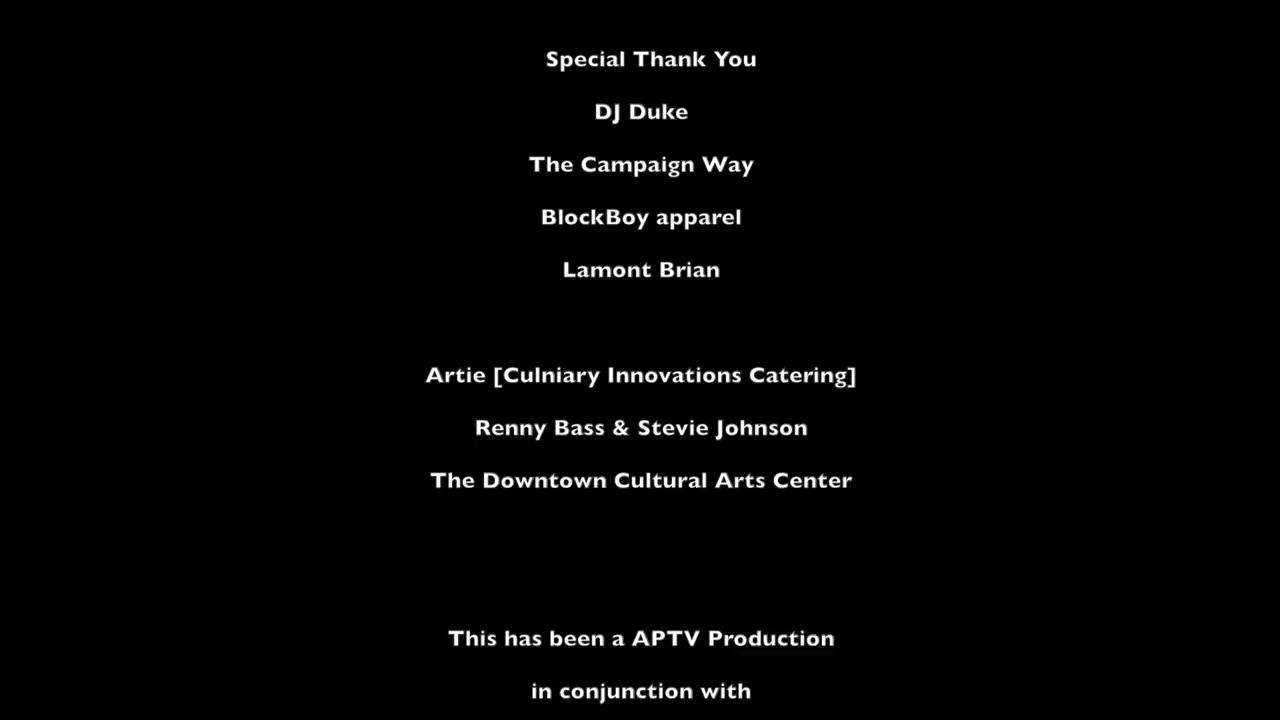 Special Thank You
DJ Duke
The Campaign Way
BlockBoy apparel
Lamont Brian
Artie [Culniary Innovations Catering]
Renny Bass & Stevie Johnson
The Downtown Cultural Arts Center
This has been a APTV Production
in conjunction with